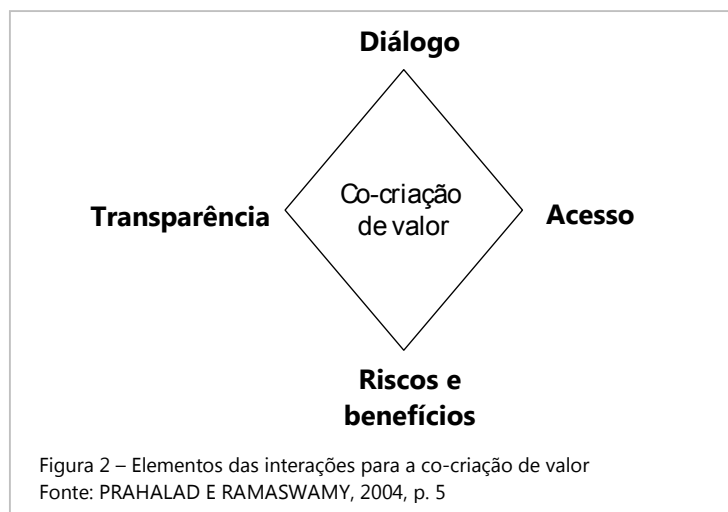 Diálogo
Co-criação
de valor
Transparência
Acesso
Riscos e
benefícios
Figura 2 – Elementos das interações para a co-criação de valor
Fonte: PRAHALAD E RAMASWAMY, 2004, p. 5